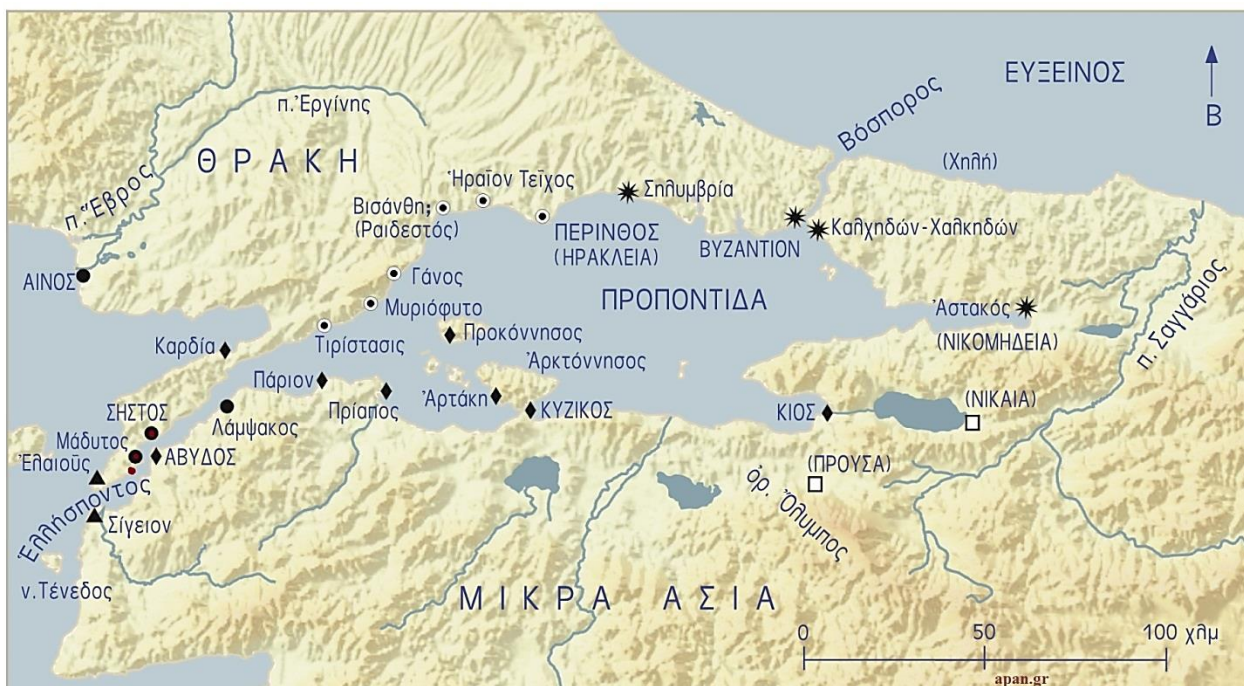 ΕΥΞΕΙΝΟΣ
Β
Βόσπορος
(Χηλή)
π.Ἐργίνης
ΘΡΑΚΗ
π.Ἕβρος
ΑΙΝΟΣ
Ἡραῖον Τεῖχος
Βισάνθη;
(Ραιδεστός)
Σηλυμβρία
ΠΕΡΙΝΘΟΣ
(ΗΡΑΚΛΕΙΑ)
ΒΥΖΑΝΤΙΟΝ
Καλχηδών-Χαλκηδών
Γάνος
Μυριόφυτο
Τιρίστασις
ΠΡΟΠΟΝΤΙΔΑ
Ἀστακός
(ΝΙΚΟΜΗΔΕΙΑ)
π. Σαγγάριος
Προκόννησος
Ἀρκτόννησος
Καρδία
Πάριον
Πρίαπος
Ἀρτάκη
ΚΥΖΙΚΟΣ
ΚΙΟΣ
(ΝΙΚΑΙΑ)
Λάμψακος
ΣΗΣΤΟΣ
Μάδυτος
ΑΒΥΔΟΣ
Ἐλαιοῦς
Ἑλλήσποντος
Σίγειον
ν.Τένεδος
(ΠΡΟΥΣΑ)
ὀρ. Ὄλυμπος
ΜΙΚΡΑ ΑΣΙΑ
0 50 100 χλμ
apan.gr